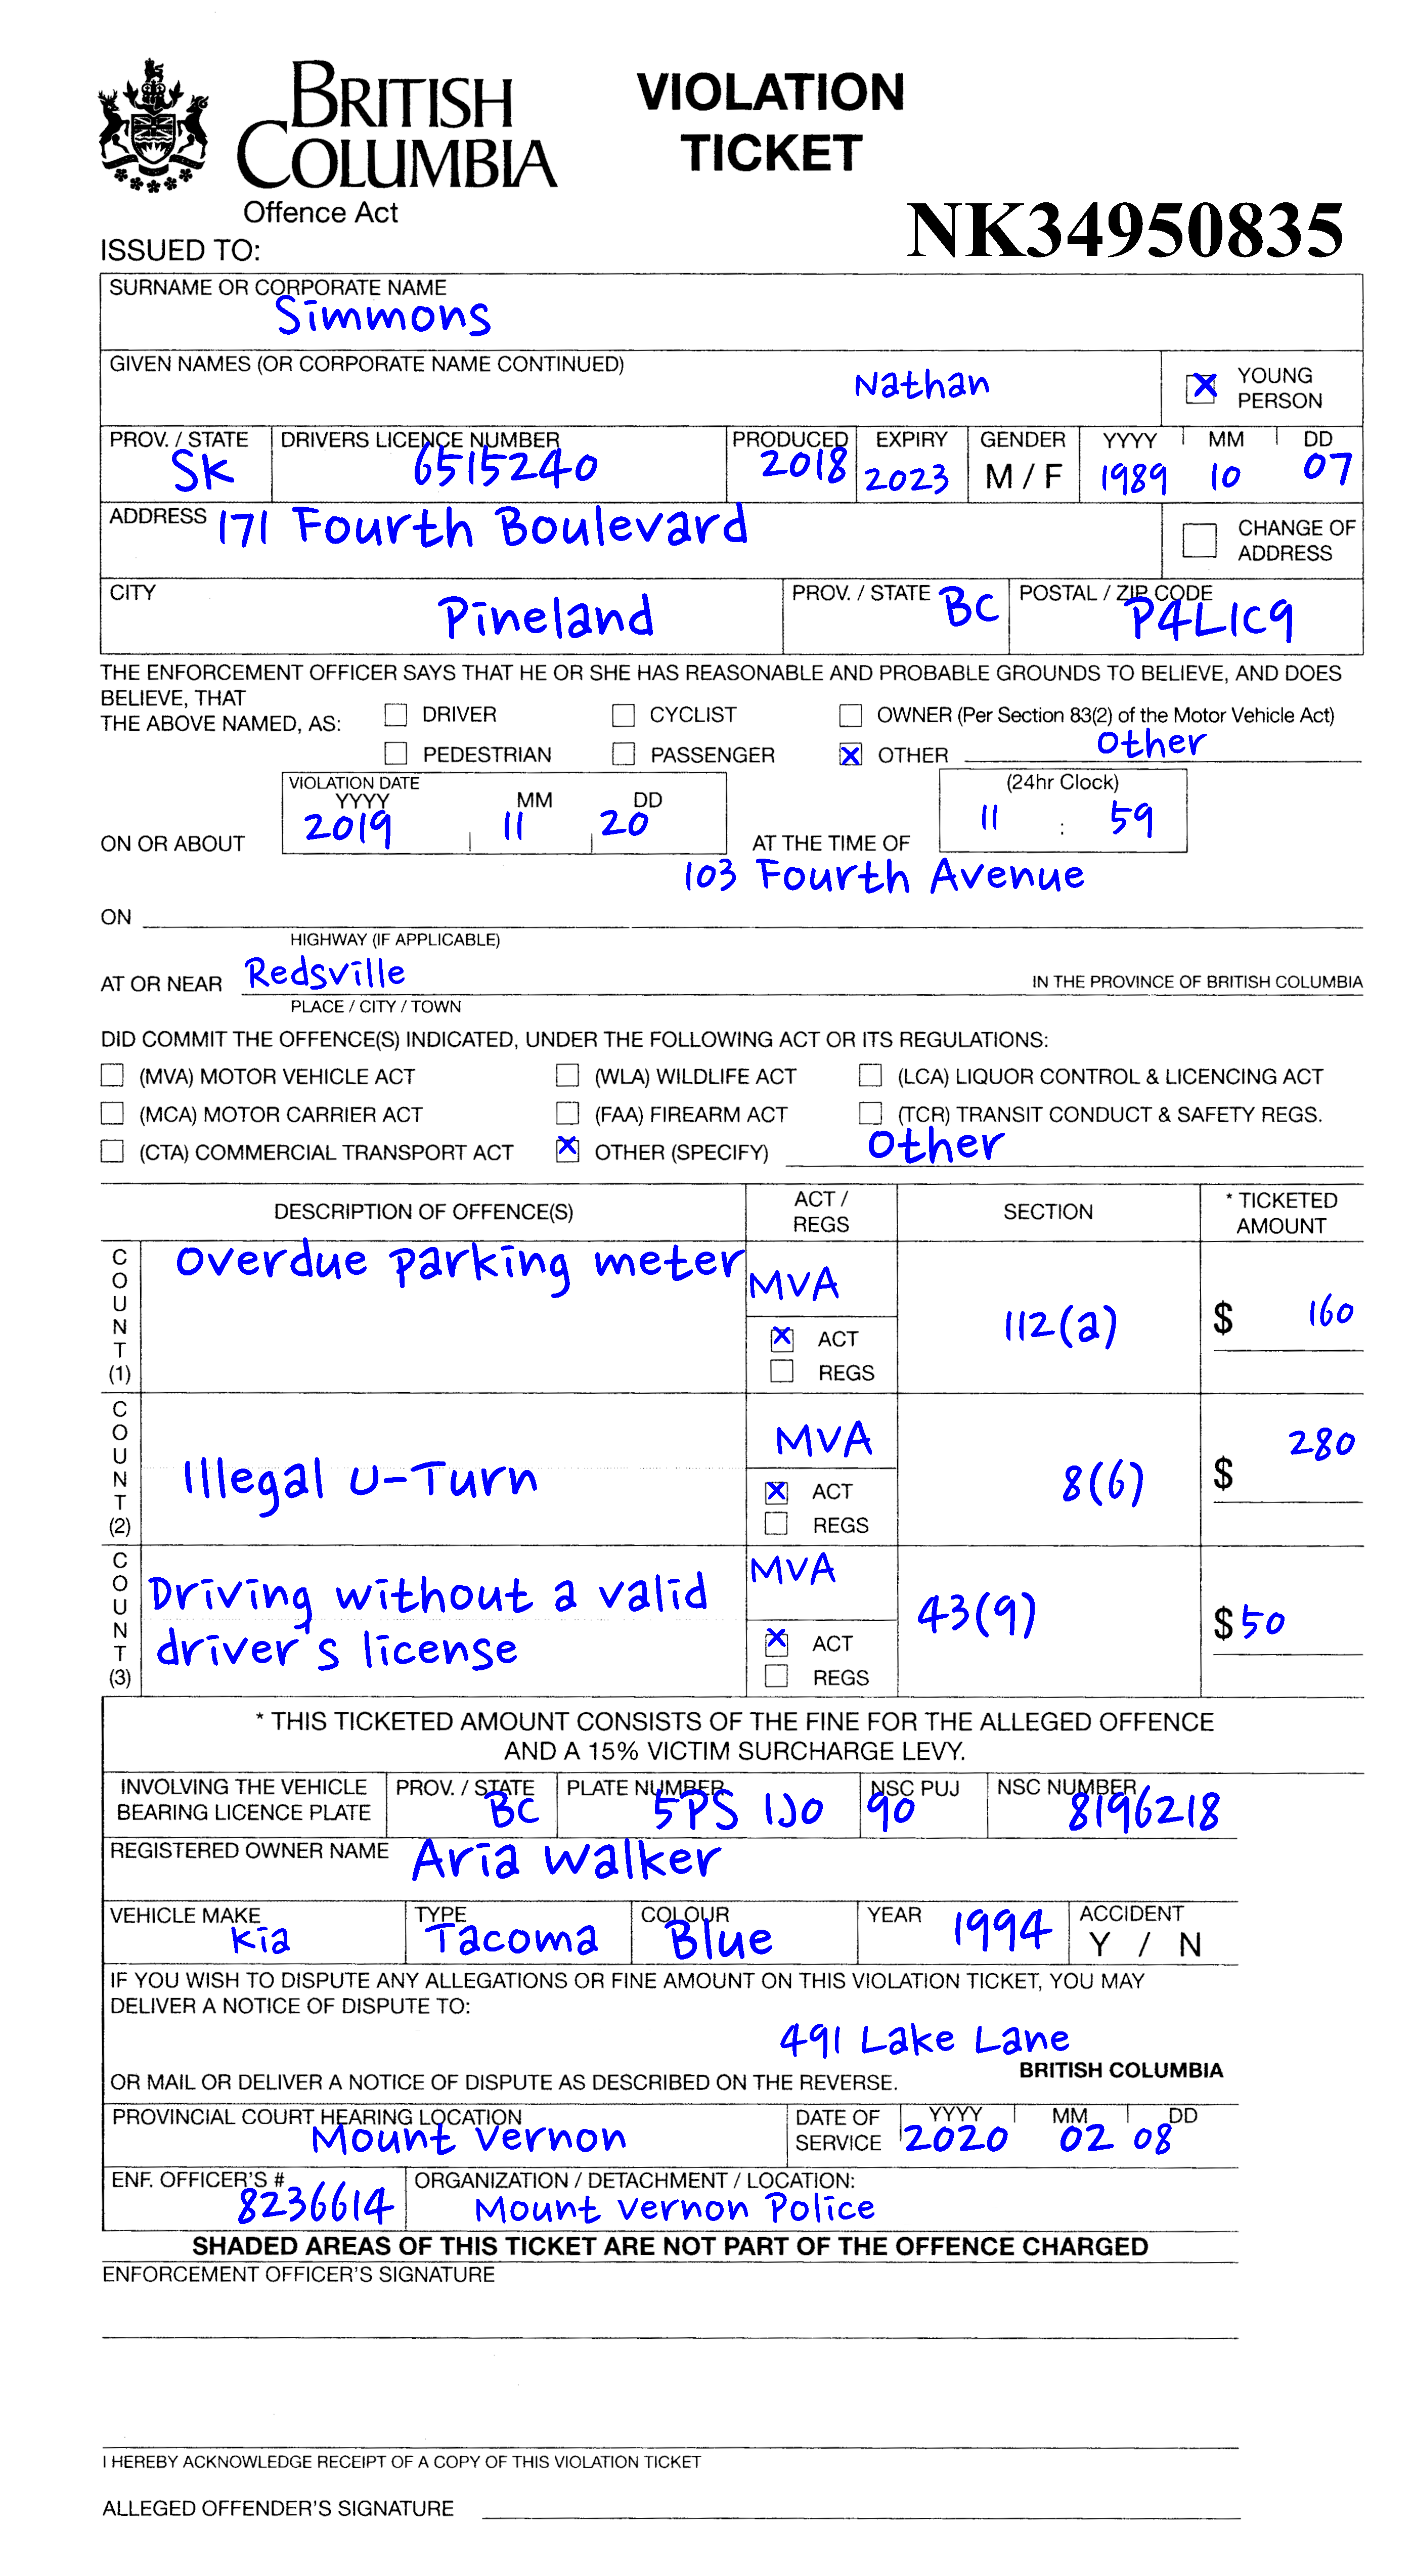 BRITISH COLUMBIA
VIOLATION TICKET
Offence Act
NK34950835
ISSUED TO:
SURNAME OR CORPORATE NAME
Simmons
GIVEN NAMES (OR CORPORATE NAME CONTINUED)
Nathan
YOUNG PERSON
PROV. / STATE DRIVERS LICENCE NUMBER PRODUCED EXPIRY GENDER YYYY MM DD
SK 6515240 2018 2023 M / F 1989 10 07
ADDRESS 171 Fourth Boulevard
CHANGE OF ADDRESS
CITY PROV. / STATE POSTAL / ZIP CODE
Pineland BC P4L1C9
THE ENFORCEMENT OFFICER SAYS THAT HE OR SHE HAS REASONABLE AND PROBABLE GROUNDS TO BELIEVE, AND DOES
BELIEVE, THAT
THE ABOVE NAMED, AS: DRIVER CYCLIST OWNER (Per Section 83(2) of the Motor Vehicle Act)
PEDESTRIAN PASSENGER X OTHER Other
VIOLATION DATE (24hr Clock)
YYYY MM DD
ON OR ABOUT 2019 11 20 AT THE TIME OF 11 : 59
103 Fourth Avenue
ON
HIGHWAY (IF APPLICABLE)
AT OR NEAR Redsville IN THE PROVINCE OF BRITISH COLUMBIA
PLACE / CITY / TOWN
DID COMMIT THE OFFENCE(S) INDICATED, UNDER THE FOLLOWING ACT OR ITS REGULATIONS:
(MVA) MOTOR VEHICLE ACT (WLA) WILDLIFE ACT (LCA) LIQUOR CONTROL & LICENCING ACT
(MCA) MOTOR CARRIER ACT (FAA) FIREARM ACT (TCR) TRANSIT CONDUCT & SAFETY REGS.
(CTA) COMMERCIAL TRANSPORT ACT X OTHER (SPECIFY) Other
DESCRIPTION OF OFFENCE(S) ACT / REGS SECTION * TICKETED AMOUNT
COUNT (1) Overdue parking meter MVA X ACT REGS 112(a) $ 160
COUNT (2) Illegal U-Turn MVA X ACT REGS 8(6) $ 280
COUNT (3) Driving without a valid driver's license MVA X ACT REGS 43(9) $ 50
* THIS TICKETED AMOUNT CONSISTS OF THE FINE FOR THE ALLEGED OFFENCE
AND A 15% VICTIM SURCHARGE LEVY.
INVOLVING THE VEHICLE BEARING LICENCE PLATE PROV. / STATE PLATE NUMBER NSC PUJ NSC NUMBER
BC 5PS 1J0 90 8196218
REGISTERED OWNER NAME Aria Walker
VEHICLE MAKE TYPE COLOUR YEAR ACCIDENT
Kia Tacoma Blue 1994 Y / N
IF YOU WISH TO DISPUTE ANY ALLEGATIONS OR FINE AMOUNT ON THIS VIOLATION TICKET, YOU MAY
DELIVER A NOTICE OF DISPUTE TO:
491 Lake Lane
BRITISH COLUMBIA
OR MAIL OR DELIVER A NOTICE OF DISPUTE AS DESCRIBED ON THE REVERSE.
PROVINCIAL COURT HEARING LOCATION DATE OF SERVICE YYYY MM DD
Mount Vernon 2020 02 08
ENF. OFFICER'S # ORGANIZATION / DETACHMENT / LOCATION:
8236614 Mount Vernon Police
SHADED AREAS OF THIS TICKET ARE NOT PART OF THE OFFENCE CHARGED
ENFORCEMENT OFFICER'S SIGNATURE
I HEREBY ACKNOWLEDGE RECEIPT OF A COPY OF THIS VIOLATION TICKET
ALLEGED OFFENDER'S SIGNATURE